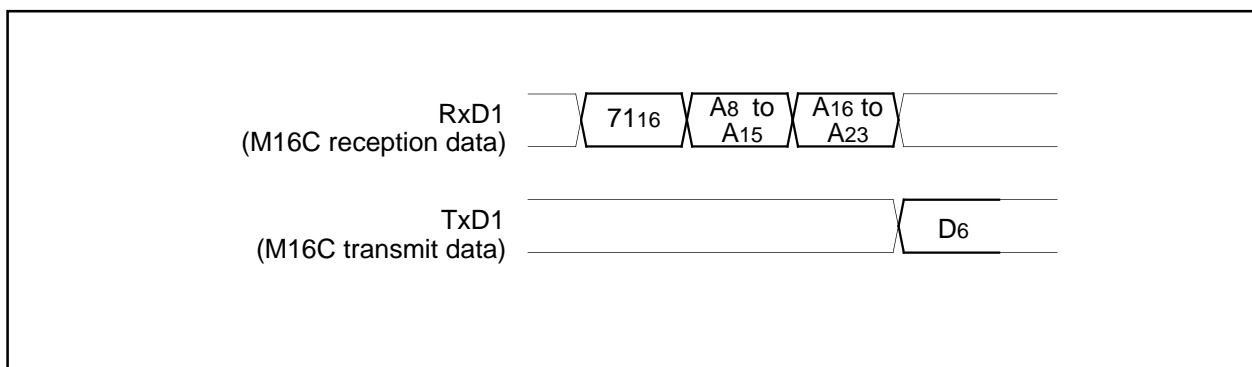 RxD1
(M16C reception data)
7116
A8 to
A15
A16 to
A23
TxD1
(M16C transmit data)
D6